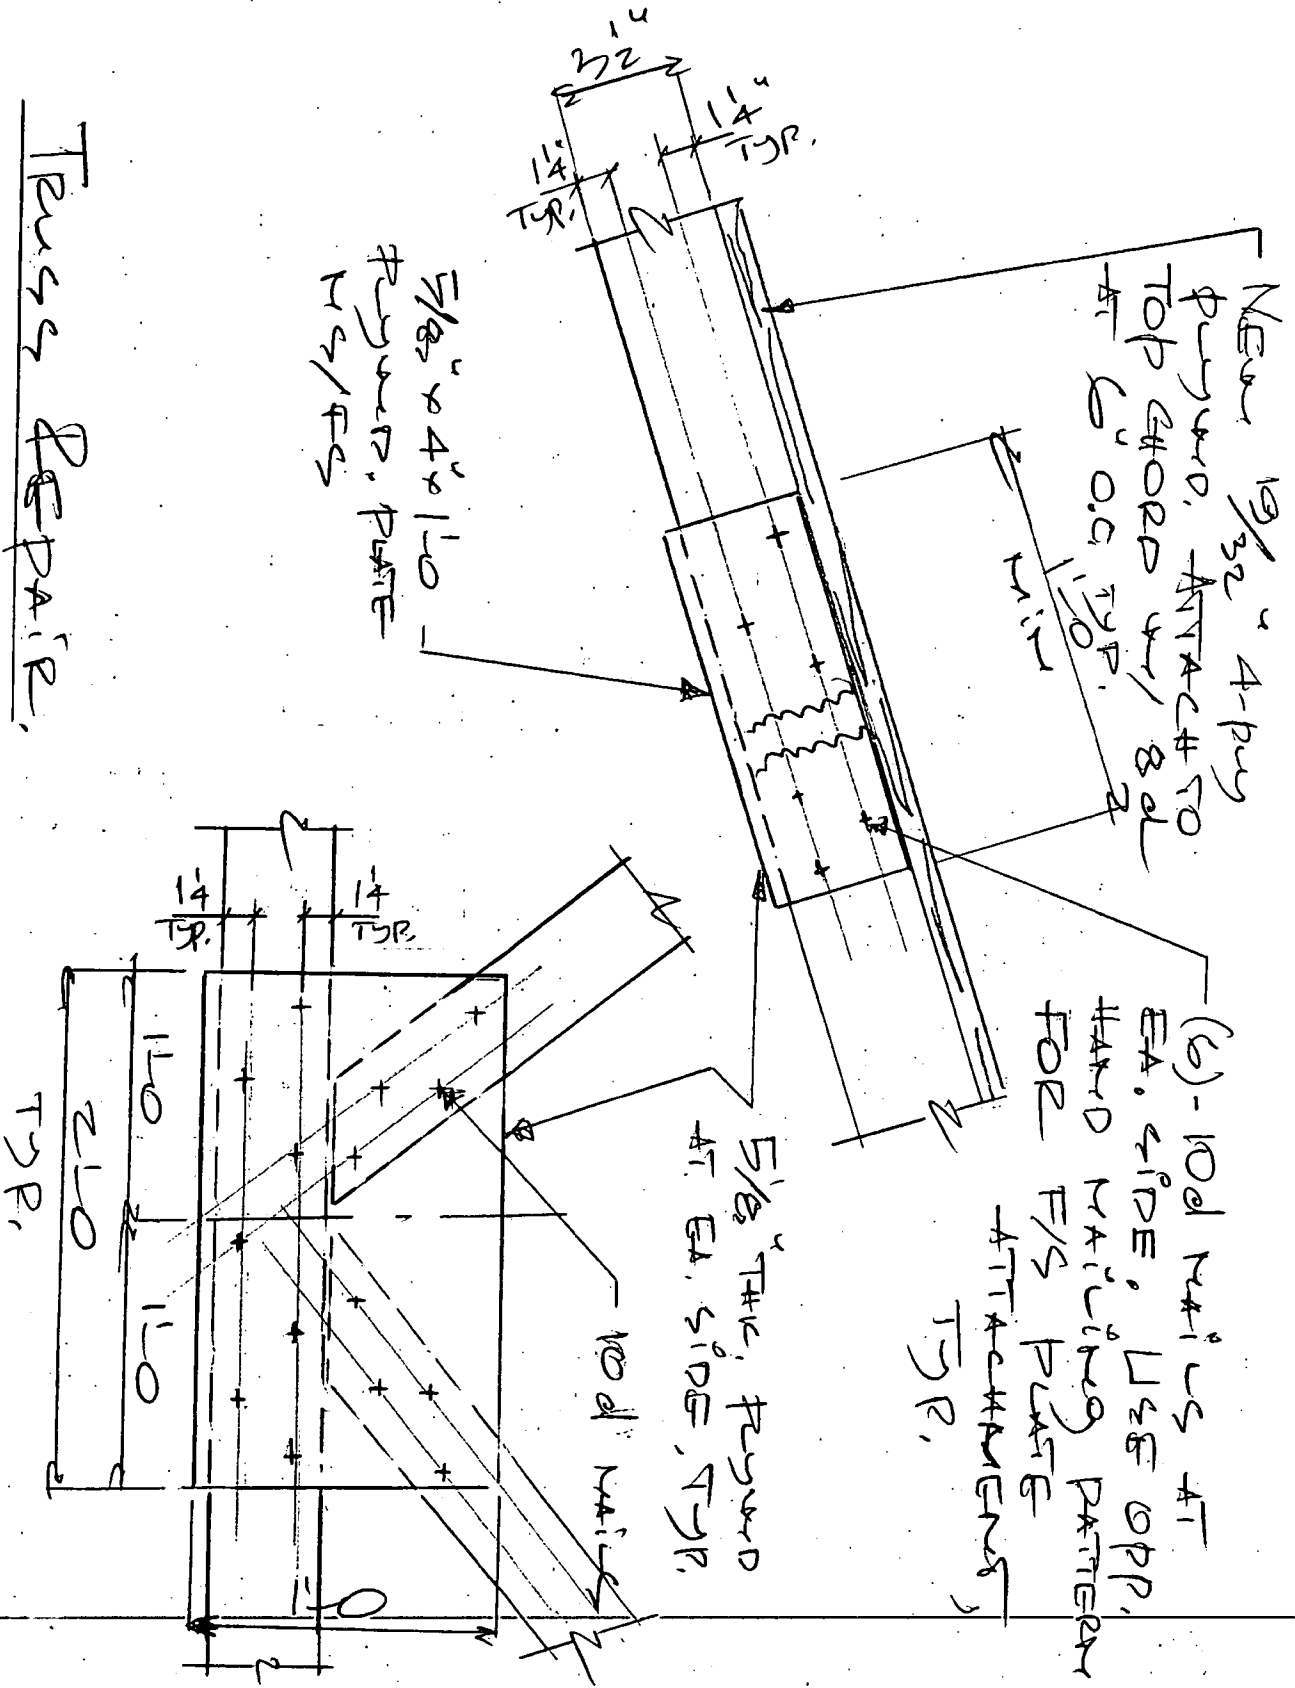 NEW 19/32" 4-PLY
PLYWD. ATTACH TO
TOP CHORD W/ 8d
AT 6" O.C TYP.
1'-0
MIN
(6)-10d NAILS AT
EA. SIDE. USE OPP.
HAND NAILING PATTERN
FOR F/S PLATE
ATTACHMENT,
TYP.
3 1/2"
1 1/4"
TYP.
1 1/4"
TYP.
5/8" x 4" x 1'-0
PLYWD. PLATE
NS/FS
5/8" THK. PLYWD
AT EA. SIDE, TYP.
10d NAILS
1 1/4
TYP.
1 1/4
TYP.
1'-0
1'-0
2'-0
TYP.
1'-0
TRUSS REPAIR.